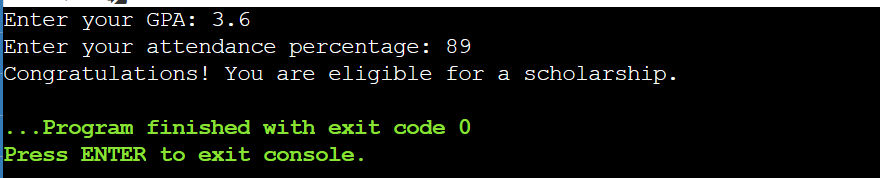 Enter your GPA: 3.6
Enter your attendance percentage: 89
Congratulations! You are eligible for a scholarship.
...Program finished with exit code 0
Press ENTER to exit console.